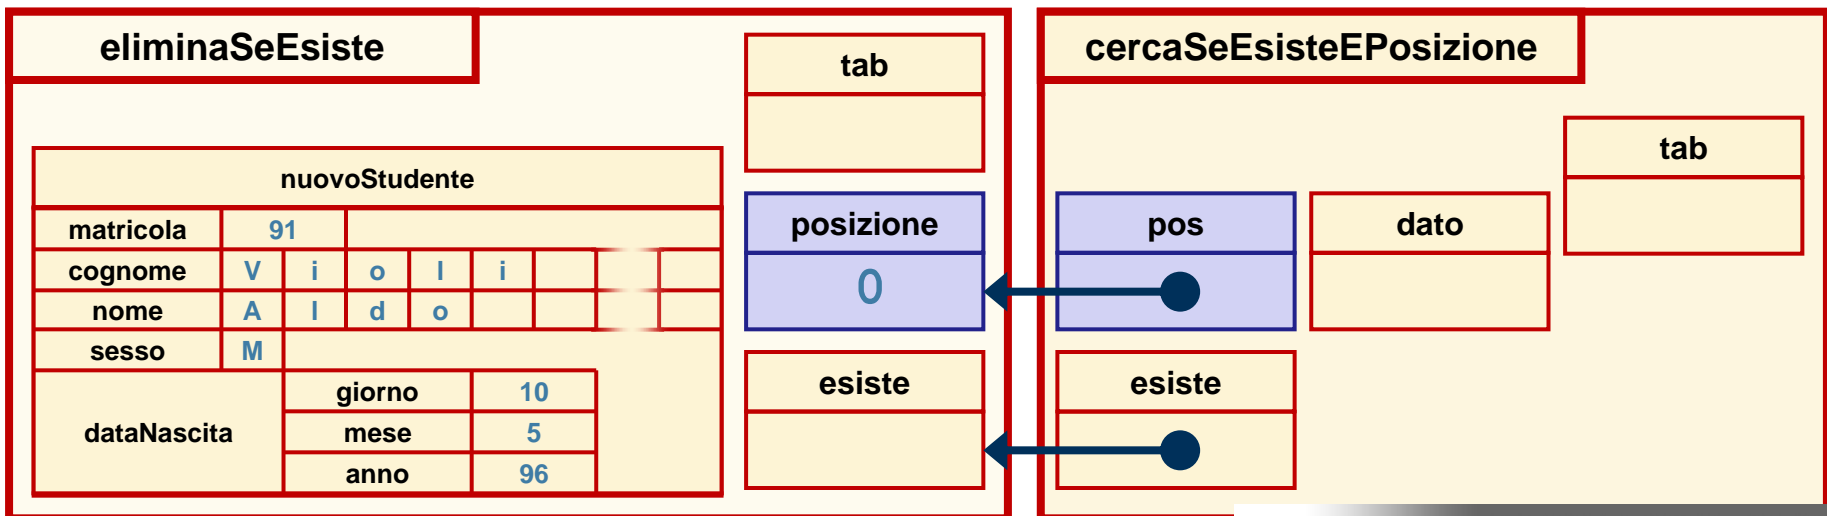 eliminaSeEsiste
tab
nuovoStudente
matricola 91
cognome V i o l i
nome A l d o
sesso M
dataNascita
giorno 10
mese 5
anno 96
posizione
0
esiste
cercaSeEsisteEPosizione
tab
pos
dato
esiste